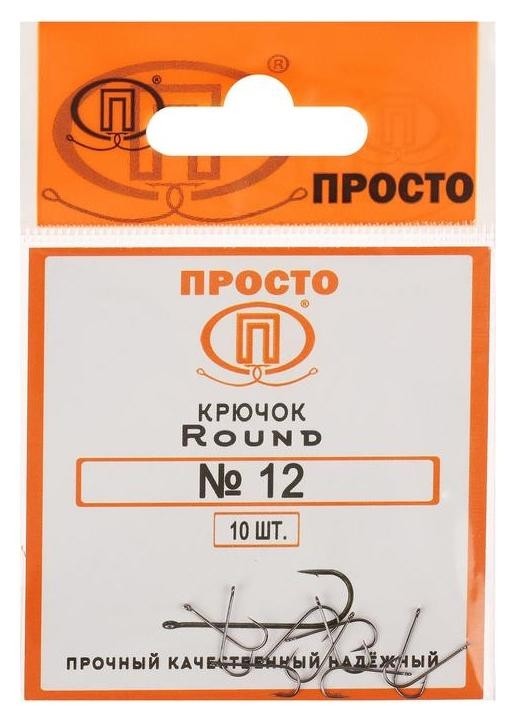 П®
®
ПРОСТО
ПРОСТО
П®
КРЮЧОК
ROUND
№ 12
10 ШТ.
ПРОЧНЫЙ КАЧЕСТВЕННЫЙ НАДЁЖНЫЙ